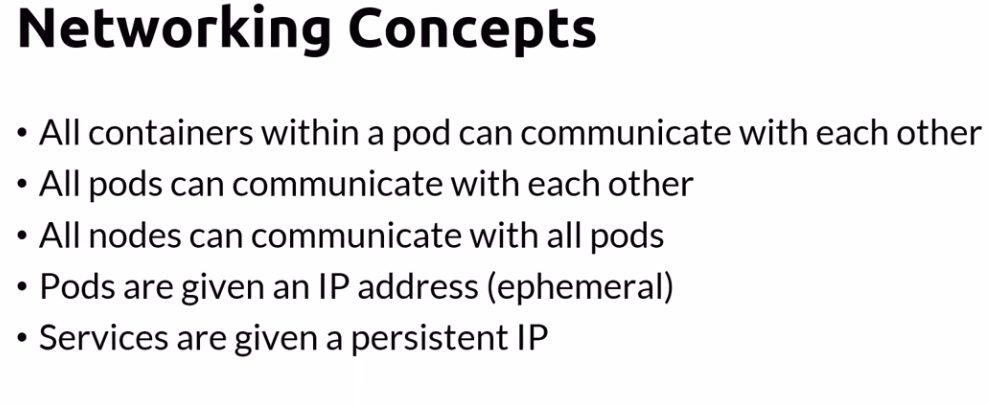 Networking Concepts
• All containers within a pod can communicate with each other
• All pods can communicate with each other
• All nodes can communicate with all pods
• Pods are given an IP address (ephemeral)
• Services are given a persistent IP